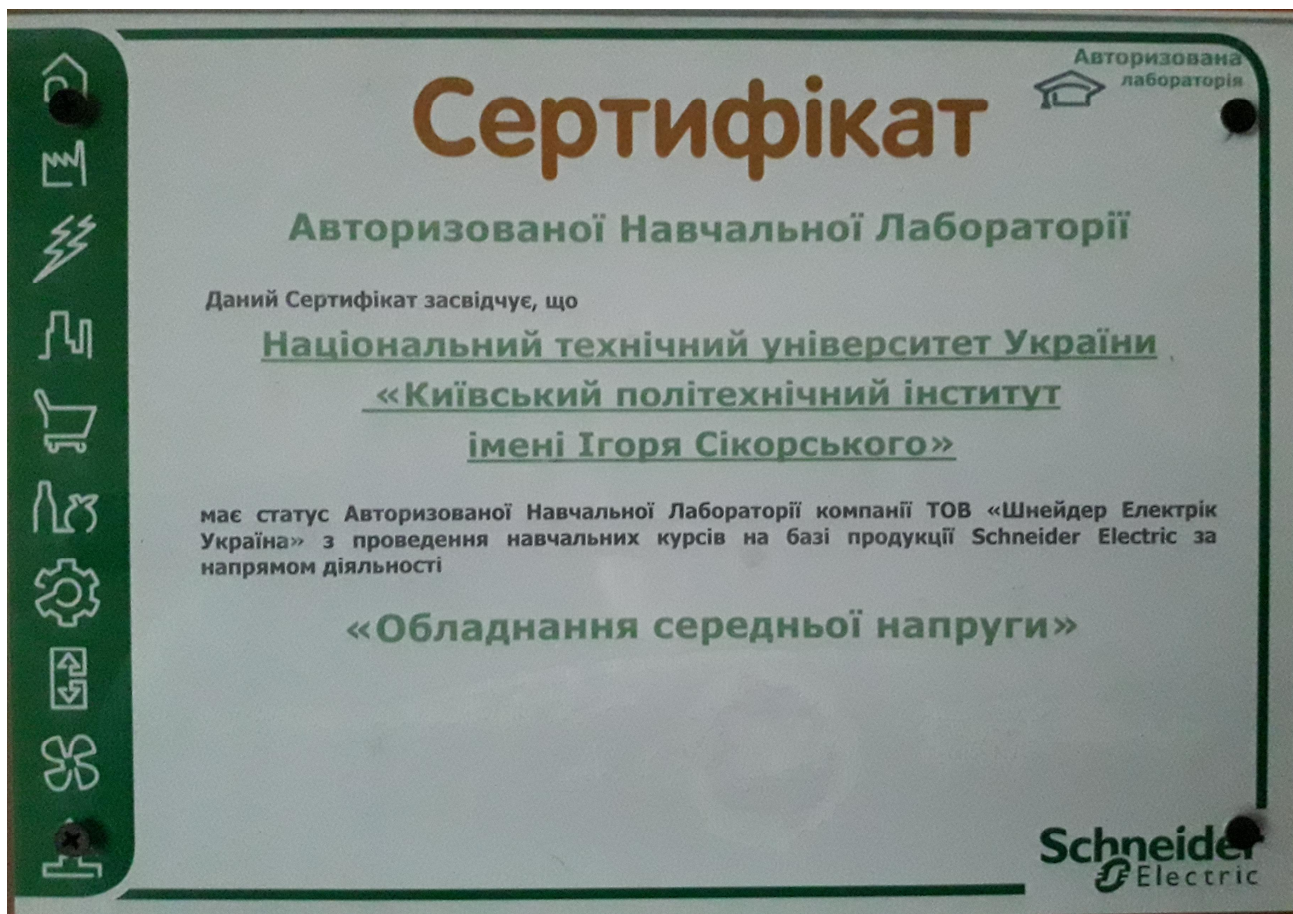 Авторизована
лабораторія
Сертифікат
Авторизованої Навчальної Лабораторії
Даний Сертифікат засвідчує, що
Національний технічний університет України
«Київський політехнічний інститут
імені Ігоря Сікорського»
має статус Авторизованої Навчальної Лабораторії компанії ТОВ «Шнейдер Електрік
Україна» з проведення навчальних курсів на базі продукції Schneider Electric за
напрямом діяльності
«Обладнання середньої напруги»
Schneider
Electric